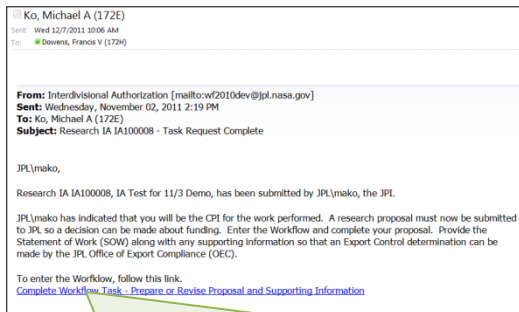 Ko, Michael A (172E)
Sent: Wed 12/7/2011 10:06 AM
To: Dowens, Francis V (172H)
From: Interdivisional Authorization [mailto:wf2010dev@jpl.nasa.gov]
Sent: Wednesday, November 02, 2011 2:19 PM
To: Ko, Michael A (172E)
Subject: Research IA IA100008 - Task Request Complete
JPL\mako,
Research IA IA100008, IA Test for 11/3 Demo, has been submitted by JPL\mako, the JPI.
JPL\mako has indicated that you will be the CPI for the work performed. A research proposal must now be submitted
to JPL so a decision can be made about funding. Enter the Workflow and complete your proposal. Provide the
Statement of Work (SOW) along with any supporting information so that an Export Control determination can be
made by the JPL Office of Export Compliance (OEC).
To enter the Worfklow, follow this link.
Complete Workflow Task - Prepare or Revise Proposal and Supporting Information